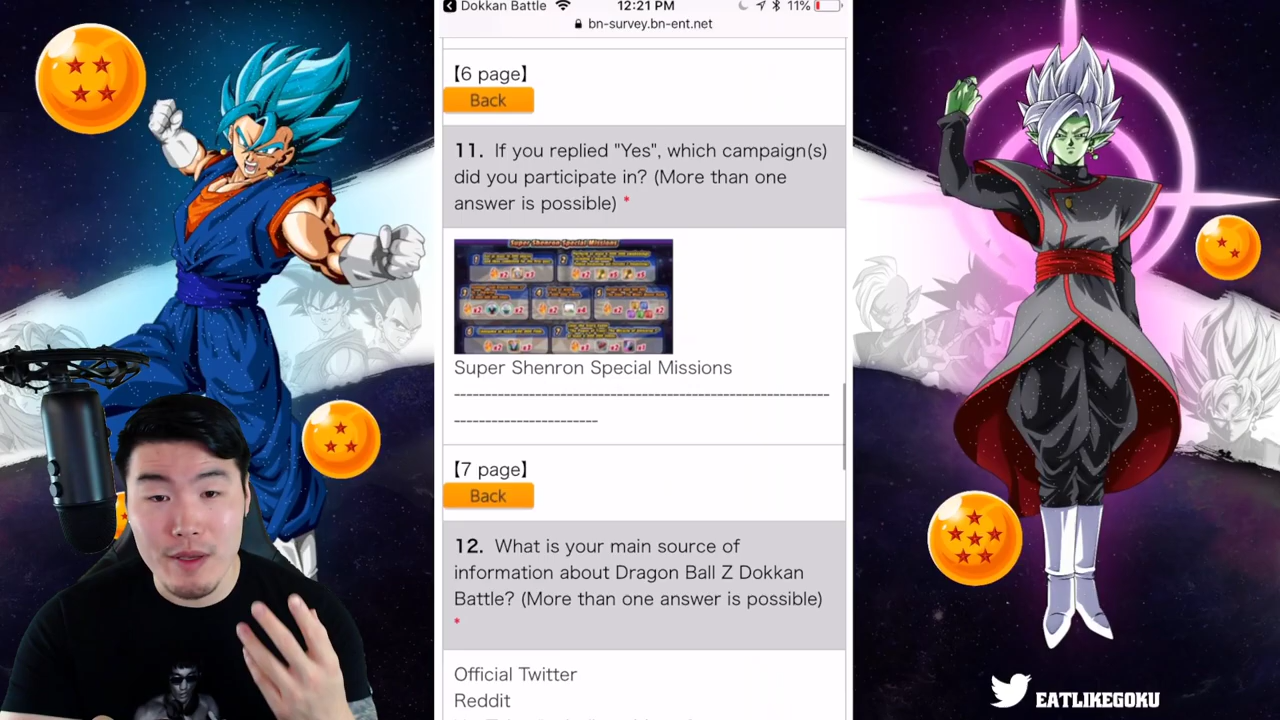 Dokkan Battle
12:21 PM
11%
bn-survey.bn-ent.net
【6 page】
Back
11. If you replied "Yes", which campaign(s)
did you participate in? (More than one
answer is possible) *
Super Shenron Special Missions
Super Shenron Special Missions
--------------------------------------------------------------
------------------------
【7 page】
Back
12. What is your main source of
information about Dragon Ball Z Dokkan
Battle? (More than one answer is possible)
*
Official Twitter
Reddit
EATLIKEGOKU